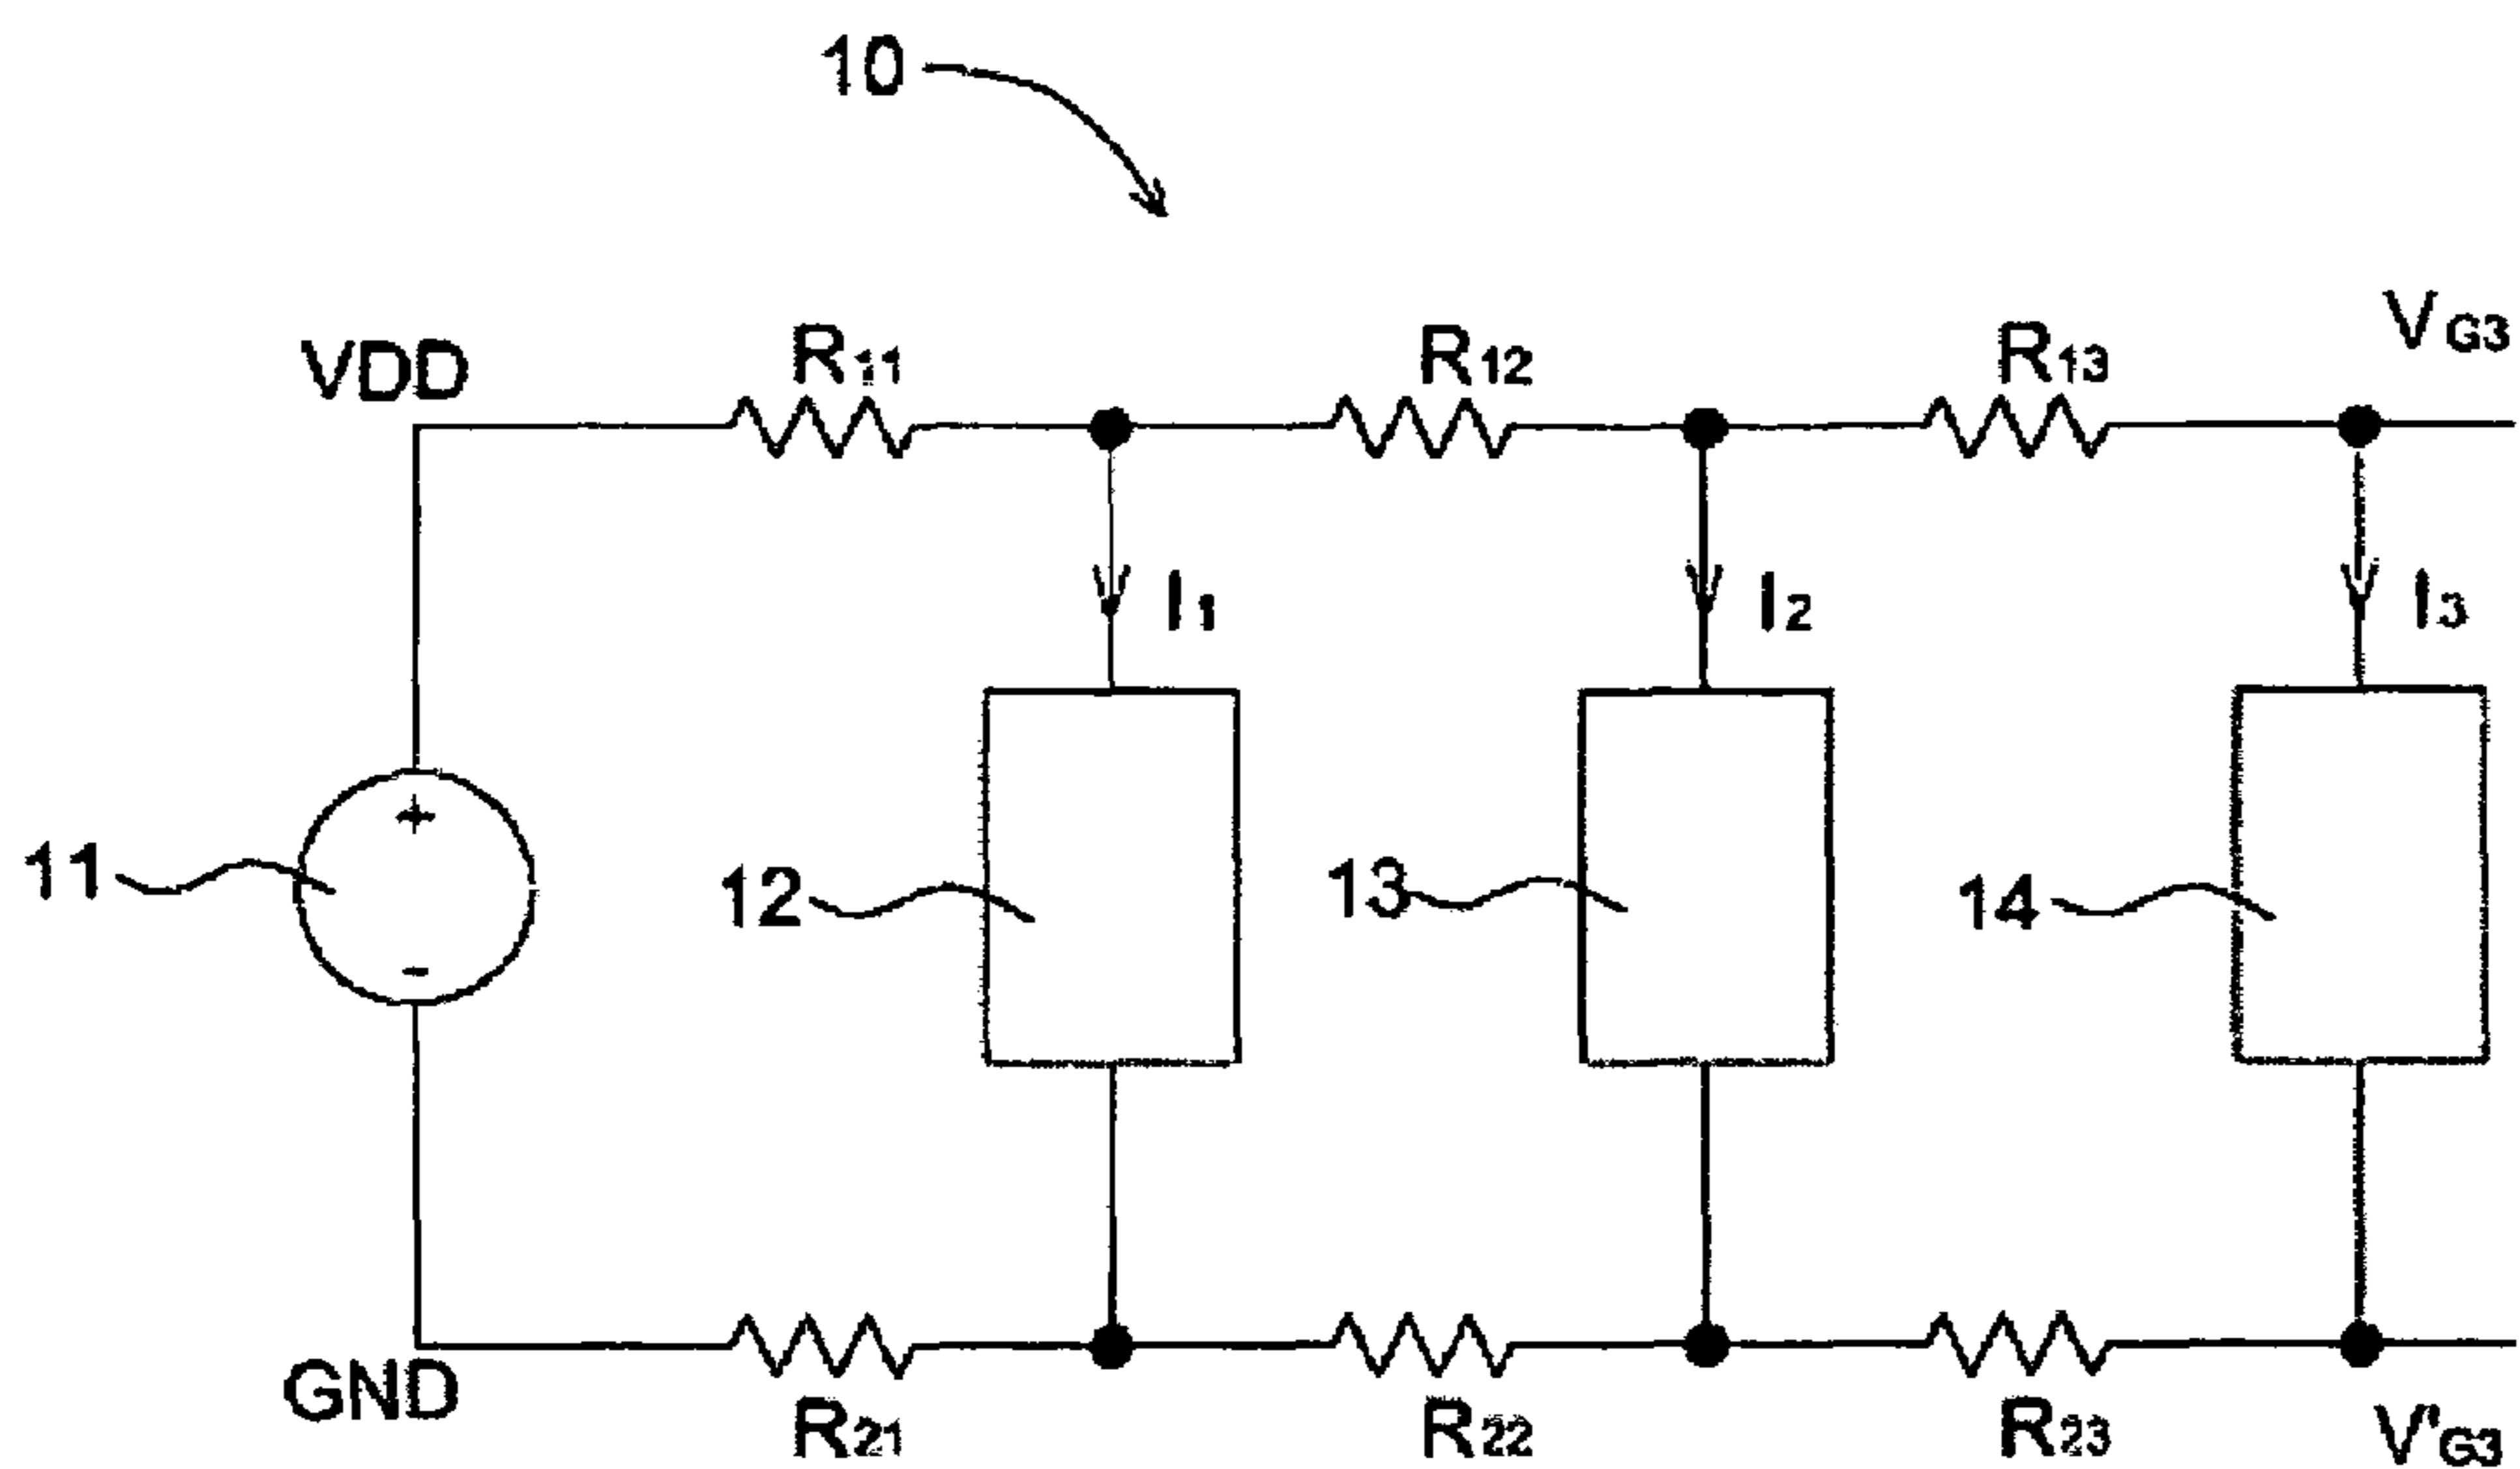 10
VDD
R11
R12
R13
VG3
I1
I2
I3
+
11
12
13
14
-
GND
R21
R22
R23
V'G3